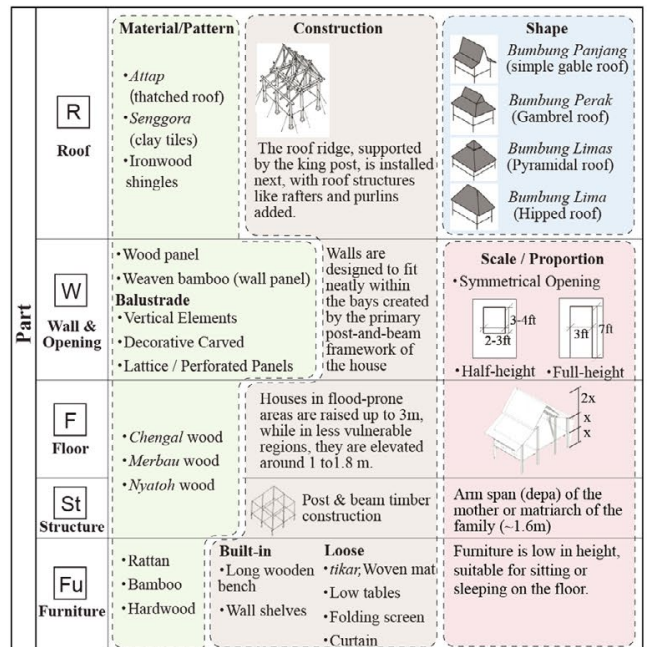 Material/Pattern
Construction
Shape
Part
R
Roof
•Attap
(thatched roof)
•Senggora
(clay tiles)
•Ironwood
shingles
The roof ridge, supported
by the king post, is installed
next, with roof structures
like rafters and purlins
added.
Bumbung Panjang
(simple gable roof)
Bumbung Perak
(Gambrel roof)
Bumbung Limas
(Pyramidal roof)
Bumbung Lima
(Hipped roof)
W
Wall &
Opening
•Wood panel
•Weaven bamboo (wall panel)
Balustrade
•Vertical Elements
•Decorative Carved
•Lattice / Perforated Panels
Walls are
designed to fit
neatly within
the bays created
by the primary
post-and-beam
framework of
the house
Scale / Proportion
•Symmetrical Opening
3-4ft
2-3ft
3ft
7ft
•Half-height
•Full-height
F
Floor
•Chengal wood
•Merbau wood
•Nyatoh wood
Houses in flood-prone
areas are raised up to 3m,
while in less vulnerable
regions, they are elevated
around 1 to1.8 m.
2x
x
x
St
Structure
Post & beam timber
construction
Arm span (depa) of the
mother or matriarch of the
family (~1.6m)
Fu
Furniture
•Rattan
•Bamboo
•Hardwood
Built-in
•Long wooden
bench
•Wall shelves
Loose
•tikar,Woven mat
•Low tables
•Folding screen
•Curtain
Furniture is low in height,
suitable for sitting or
sleeping on the floor.